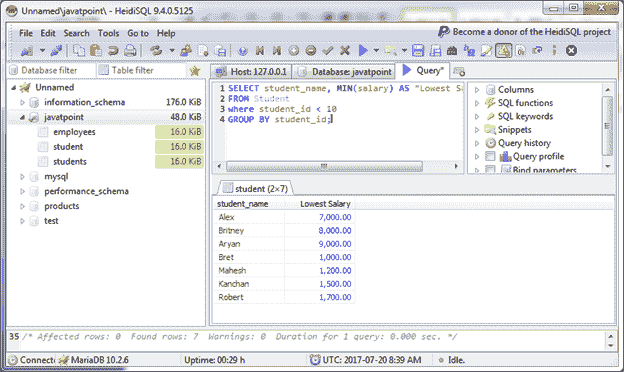 Unnamed\javatpoint\ - HeidiSQL 9.4.0.5125
File Edit Search Tools Go to Help
Become a donor of the HeidiSQL project
Database filter Table filter
Host: 127.0.0.1 Database: javatpoint Query*
Unnamed
information_schema 176.0 KiB
javatpoint 48.0 KiB
employees 16.0 KiB
student 16.0 KiB
students 16.0 KiB
mysql
performance_schema
products
test
1 SELECT student_name, MIN(salary) AS "Lowest Sa
2 FROM Student
3 where student_id < 10
4 GROUP BY student_id;
Columns
SQL functions
SQL keywords
Snippets
Query history
Query profile
Bind parameters
student (2×7)
student_name Lowest Salary
Alex 7,000.00
Britney 8,000.00
Aryan 9,000.00
Bret 1,000.00
Mahesh 1,200.00
Kanchan 1,500.00
Robert 1,700.00
35 /* Affected rows: 0 Found rows: 7 Warnings: 0 Duration for 1 query: 0.000 sec. */
Connecte MariaDB 10.2.6 Uptime: 00:29 h UTC: 2017-07-20 8:39 AM Idle.